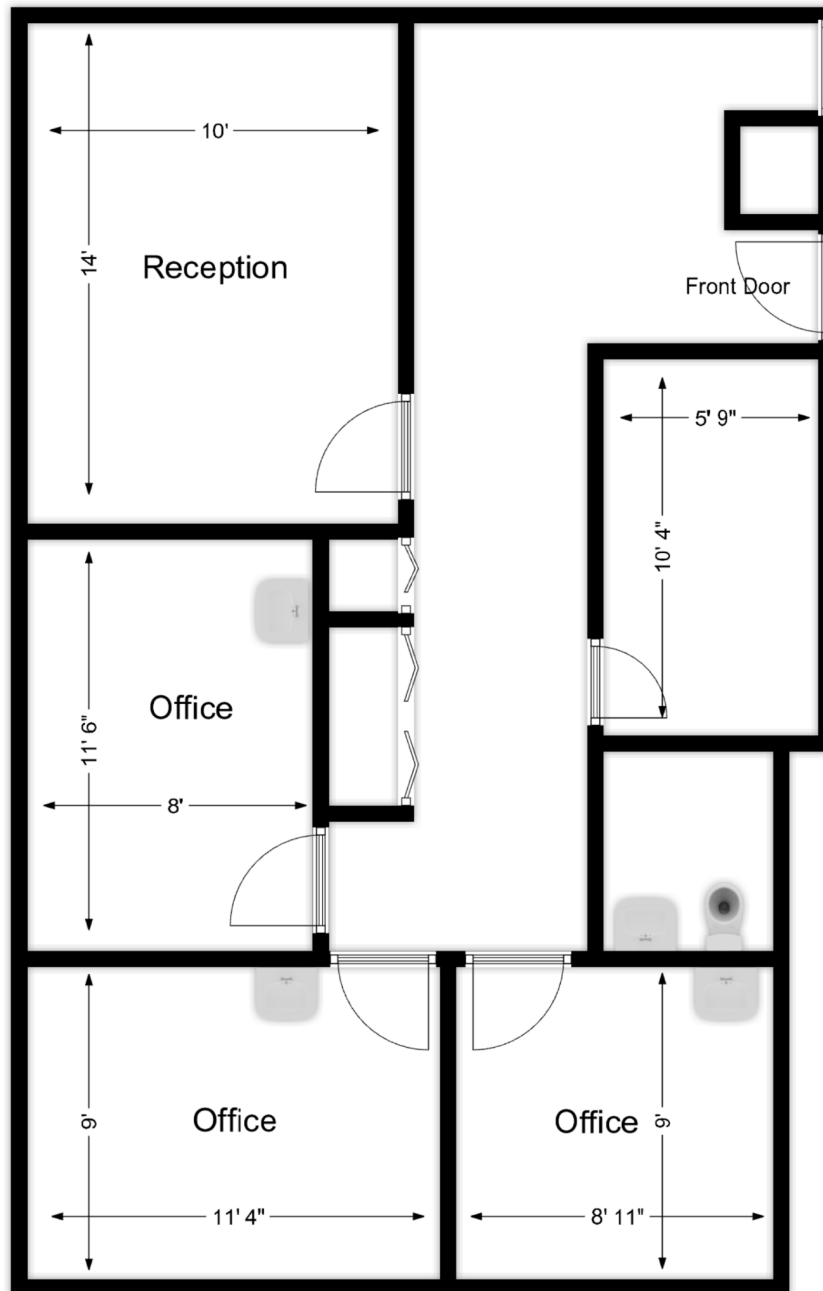 10'
14'
Reception
Front Door
5' 9"
10' 4"
Office
11' 6"
8'
Office
9'
11' 4"
Office
9'
8' 11"